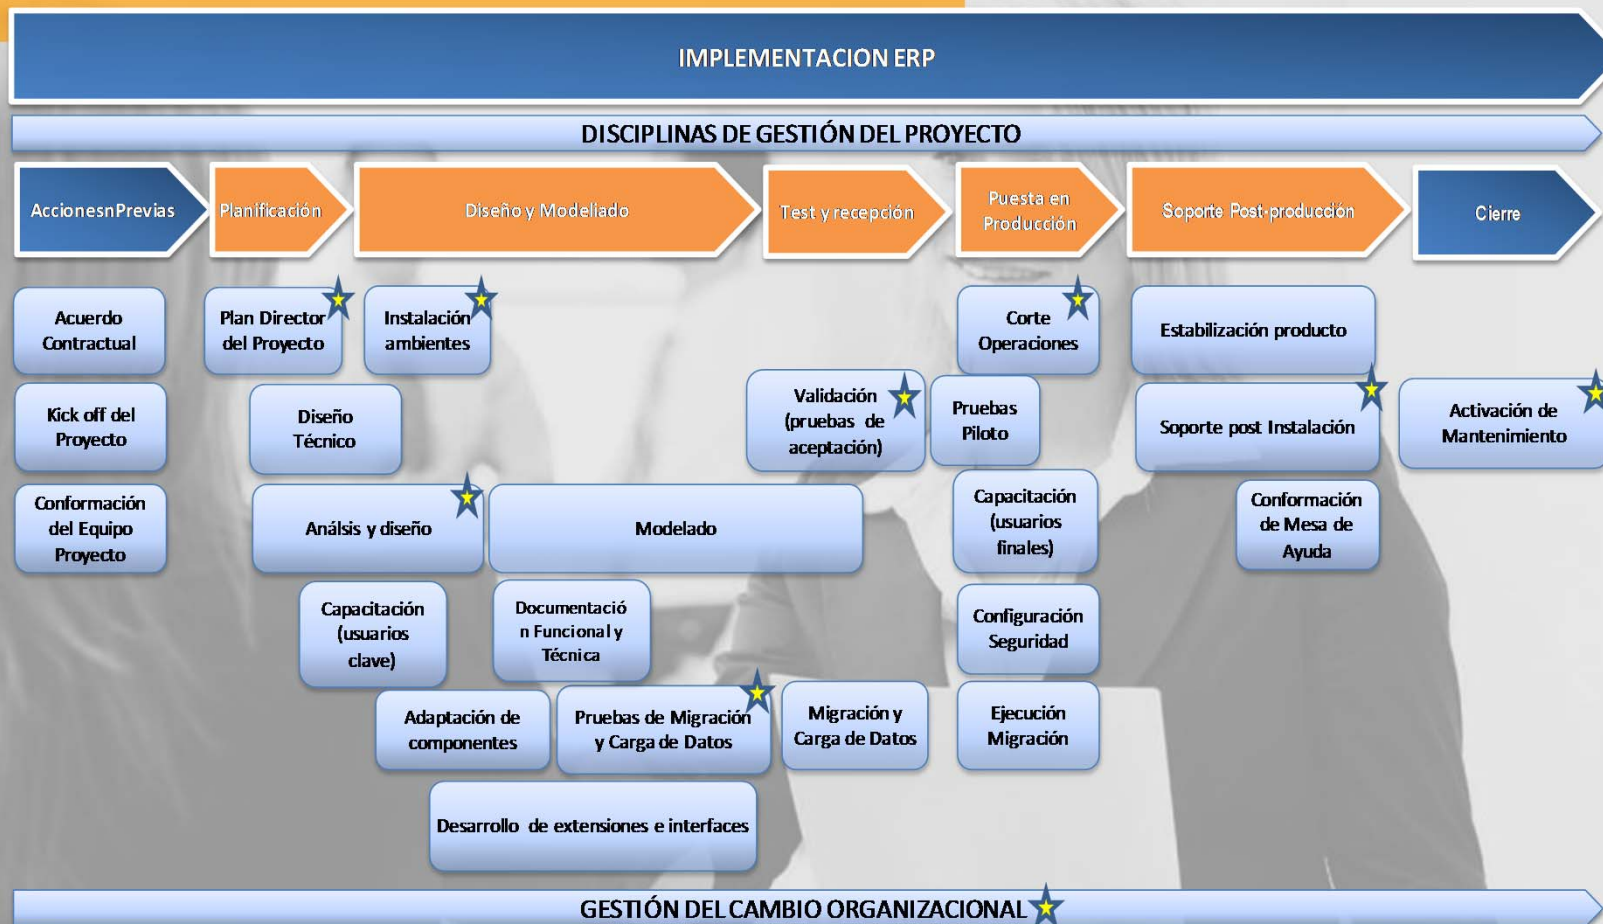 IMPLEMENTACION ERP
DISCIPLINAS DE GESTIÓN DEL PROYECTO
AccionesnPrevias
Planificación
Diseño y Modeliado
Test y recepción
Puesta en
Producción
Soporte Post-producción
Cierre
Acuerdo
Contractual
Plan Director
del Proyecto
Instalación
ambientes
Corte
Operaciones
Estabilización producto
Kick off del
Proyecto
Diseño
Técnico
Validación
(pruebas de
aceptación)
Pruebas
Piloto
Soporte post Instalación
Activación de
Mantenimiento
Conformación
del Equipo
Proyecto
Análsis y diseño
Modelado
Capacitación
(usuarios
finales)
Conformación
de Mesa de
Ayuda
Capacitación
(usuarios
clave)
Documentació
n Funcional y
Técnica
Configuración
Seguridad
Adaptación de
componentes
Pruebas de Migración
y Carga de Datos
Migración y
Carga de Datos
Ejecución
Migración
Desarrollo de extensiones e interfaces
GESTIÓN DEL CAMBIO ORGANIZACIONAL